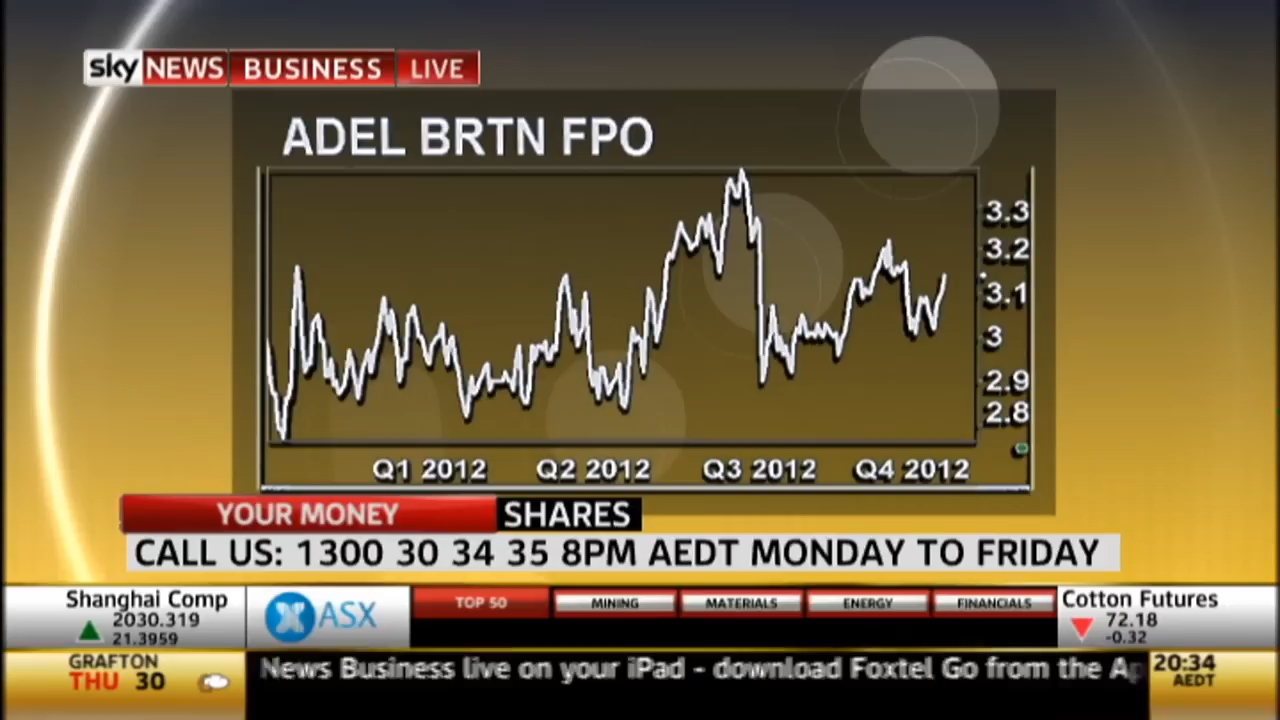 sky NEWS BUSINESS LIVE
ADEL BRTN FPO
3.3
3.2
3.1
3
2.9
2.8
Q1 2012 Q2 2012 Q3 2012 Q4 2012
YOUR MONEY SHARES
CALL US: 1300 30 34 35 8PM AEDT MONDAY TO FRIDAY
Shanghai Comp
2030.319
21.3959
ASX
TOP 50 MINING MATERIALS ENERGY FINANCIALS
Cotton Futures
72.18
-0.32
GRAFTON
THU 30
News Business live on your iPad - download Foxtel Go from the Ap
20:34
AEDT